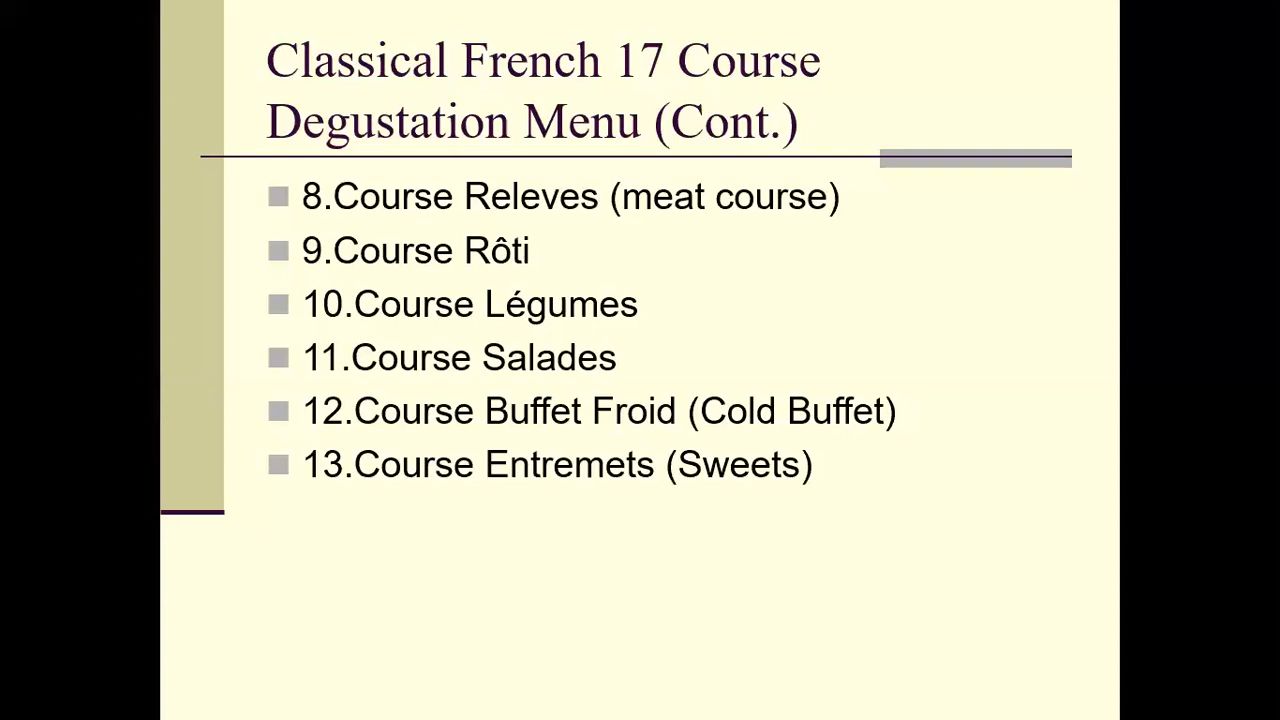 Classical French 17 Course
Degustation Menu (Cont.)
8.Course Releves (meat course)
9.Course Rôti
10.Course Légumes
11.Course Salades
12.Course Buffet Froid (Cold Buffet)
13.Course Entremets (Sweets)